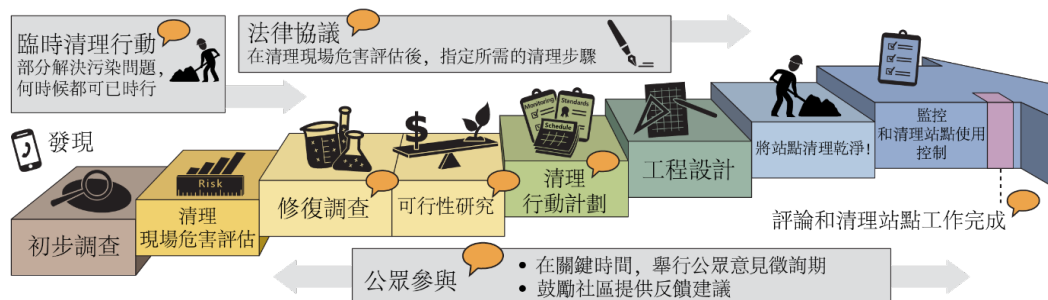 臨時清理行動
部分解決污染問題，
何時候都可已時行
法律協議
在清理現場危害評估後，指定所需的清理步驟
發現
初步調查
Risk
清理
現場危害評估
修復調查
$
可行性研究
Monitoring
Standards
Schedule
清理
行動計劃
工程設計
將站點清理乾淨!
監控
和清理站點使用
控制
評論和清理站點工作完成
公眾參與
• 在關鍵時間，舉行公眾意見徵詢期
• 鼓勵社區提供反饋建議